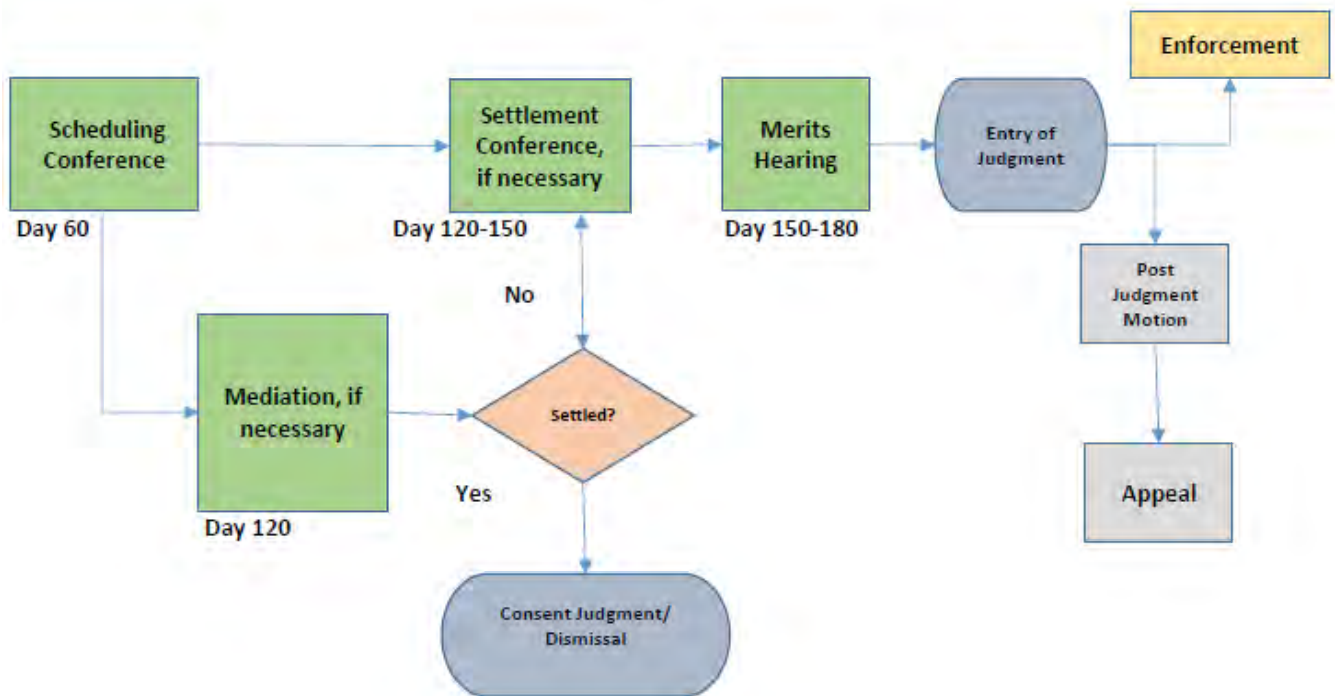 Enforcement
Scheduling
Conference
Settlement
Conference,
if necessary
Merits
Hearing
Entry of
Judgment
Day 60
Day 120-150
Day 150-180
Post
Judgment
Motion
No
Mediation, if
necessary
Settled?
Yes
Appeal
Day 120
Consent Judgment/
Dismissal